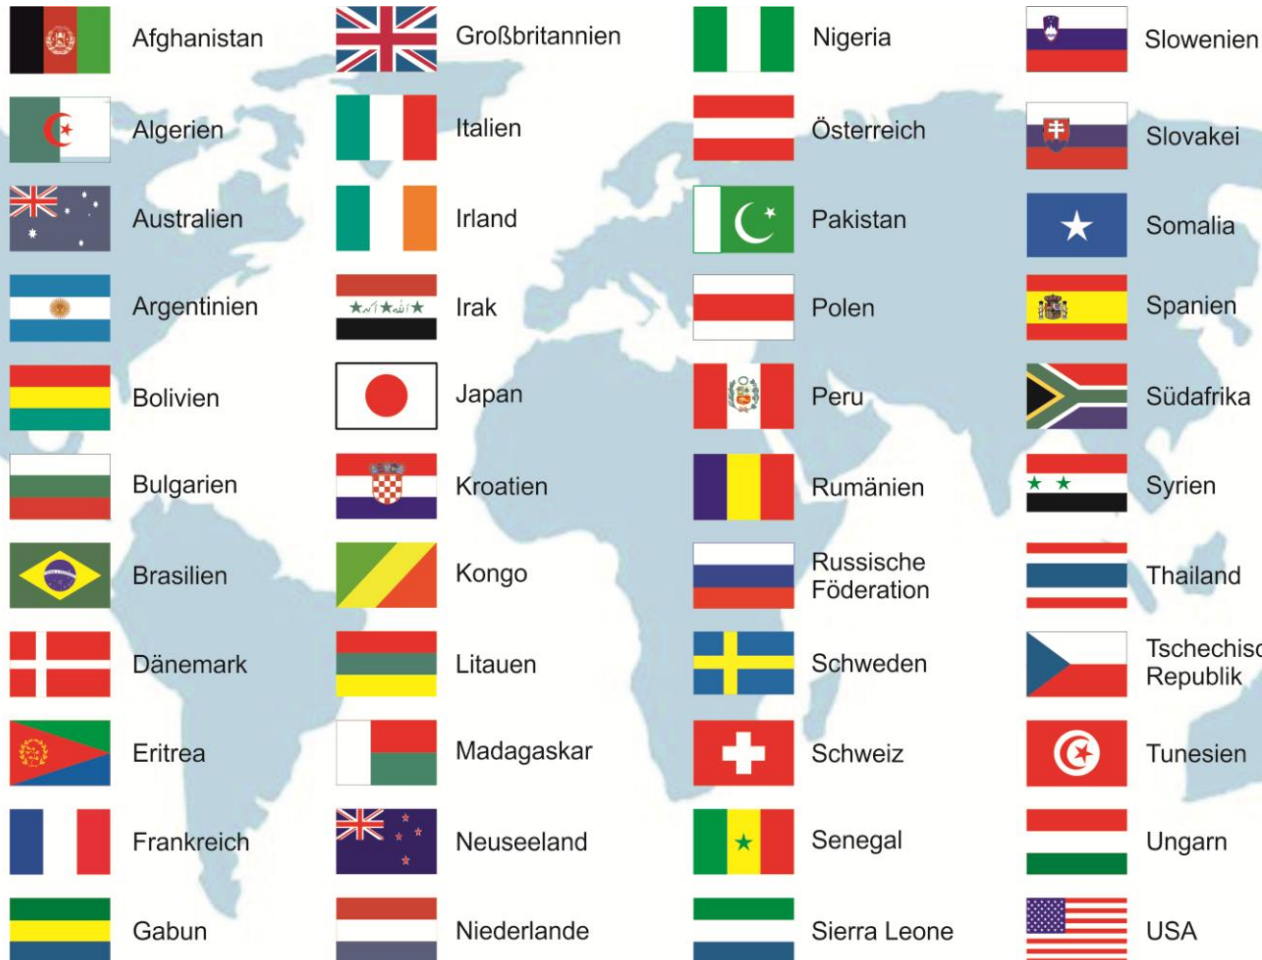 Afghanistan
Algerien
Australien
Argentinien
Bolivien
Bulgarien
Brasilien
Dänemark
Eritrea
Frankreich
Gabun
Großbritannien
Italien
Irland
Irak
Japan
Kroatien
Kongo
Litauen
Madagaskar
Neuseeland
Niederlande
Nigeria
Österreich
Pakistan
Polen
Peru
Rumänien
Russische
Föderation
Schweden
Schweiz
Senegal
Sierra Leone
Slowenien
Slovakei
Somalia
Spanien
Südafrika
Syrien
Thailand
Tschechisc
Republik
Tunesien
Ungarn
USA